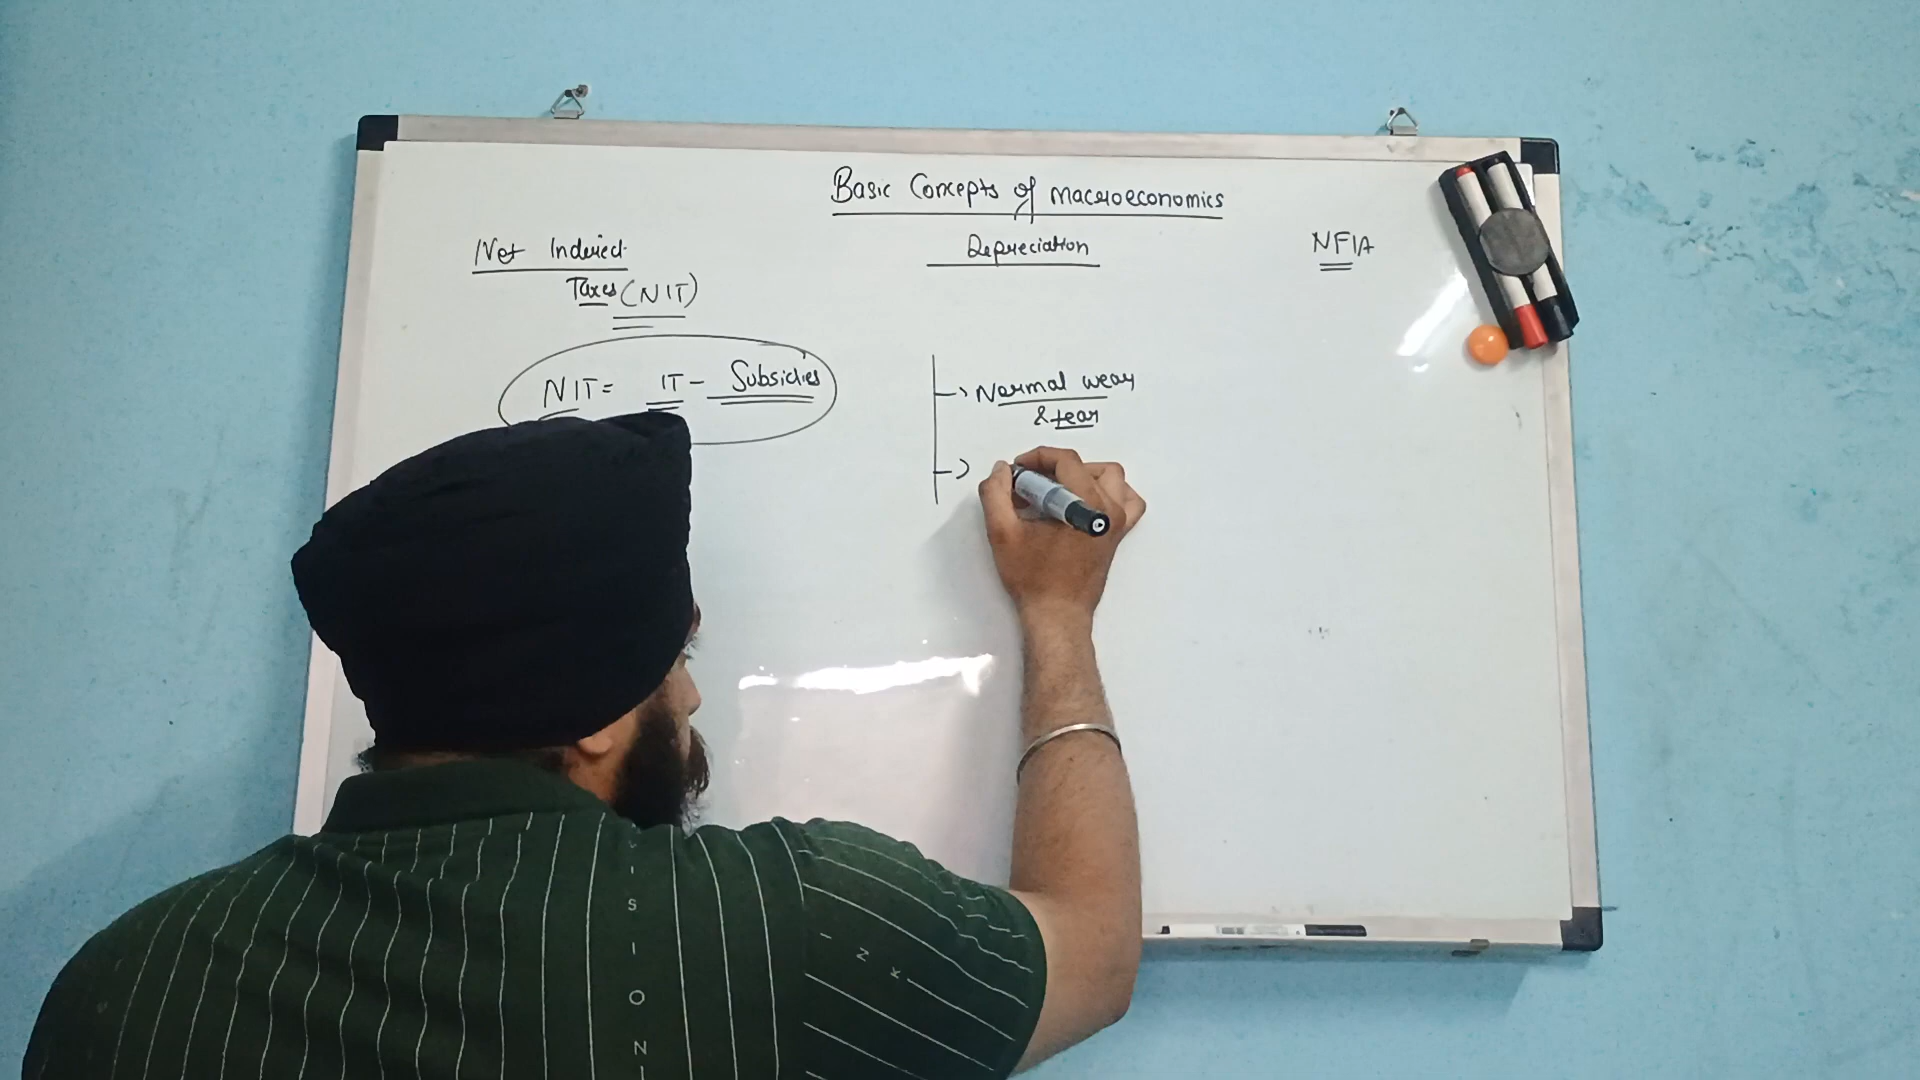 Basic Concepts of Macroeconomics
Net Indirect
Taxes (NIT)
NIT = IT - Subsidies
Depreciation
→ Normal wear
& tear
→
NFIA